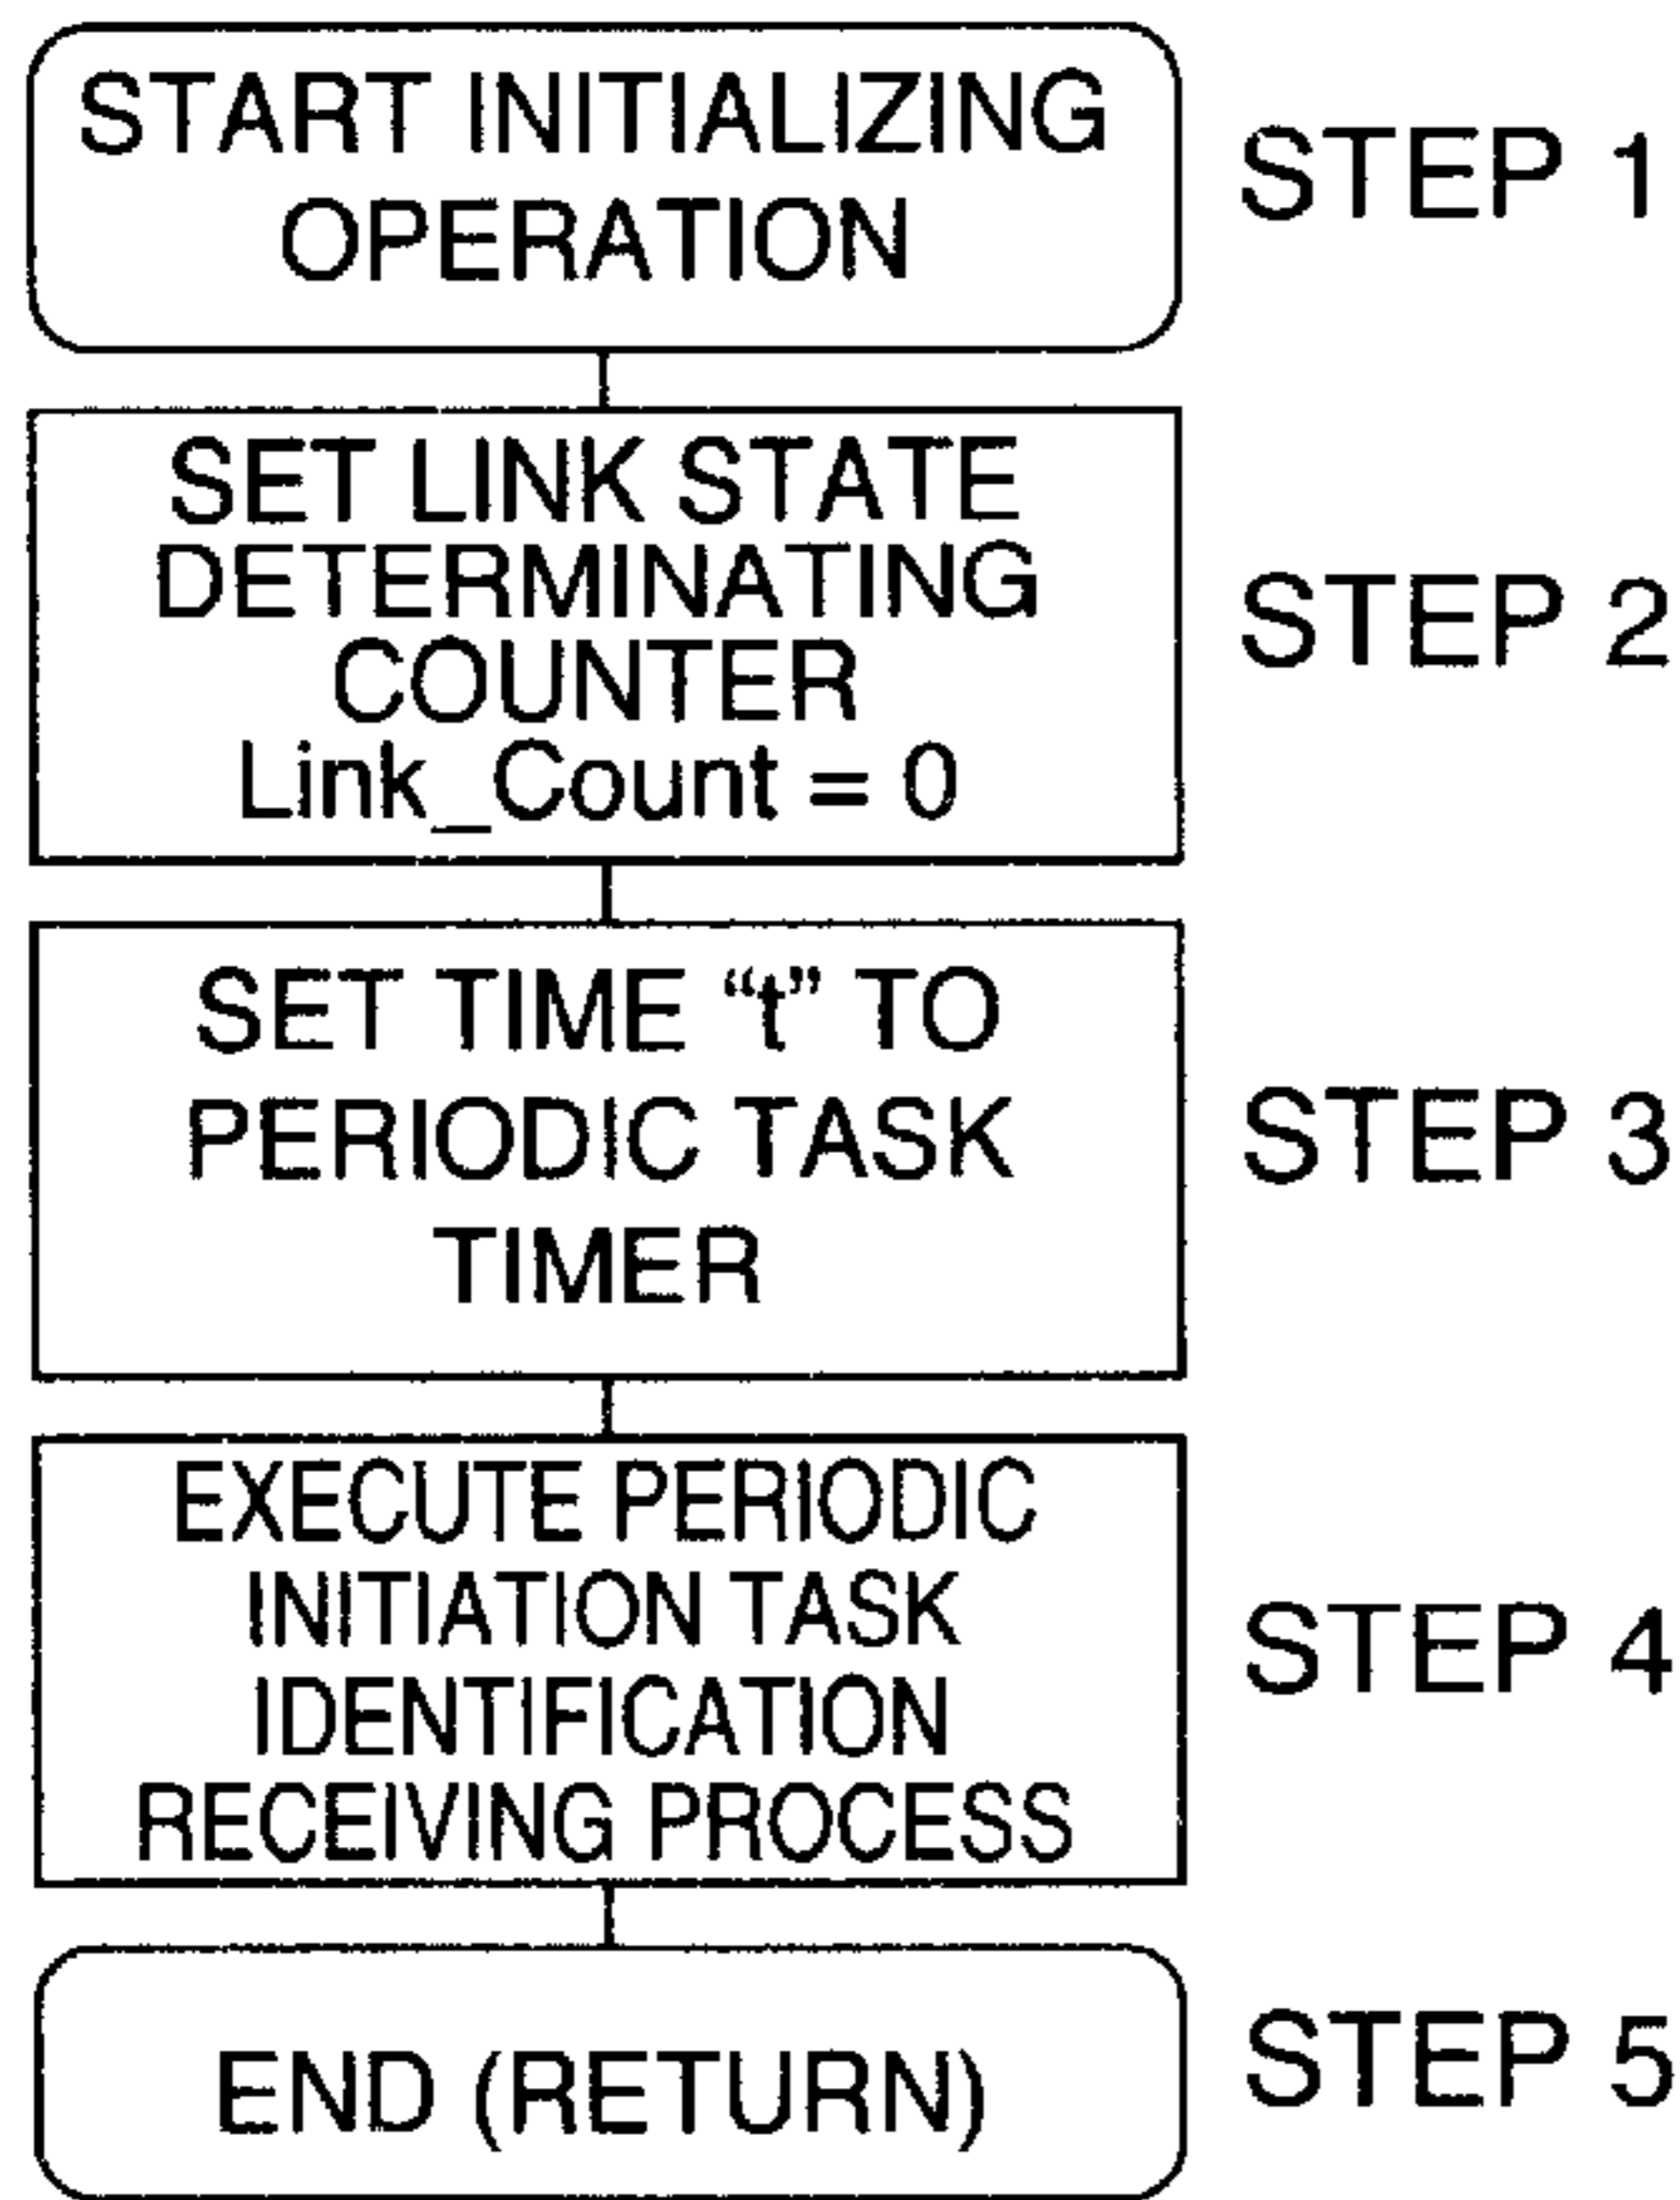 START INITIALIZING
OPERATION
STEP 1
SET LINK STATE
DETERMINATING
COUNTER
Link_Count = 0
STEP 2
SET TIME “t” TO
PERIODIC TASK
TIMER
STEP 3
EXECUTE PERIODIC
INITIATION TASK
IDENTIFICATION
RECEIVING PROCESS
STEP 4
END (RETURN)
STEP 5